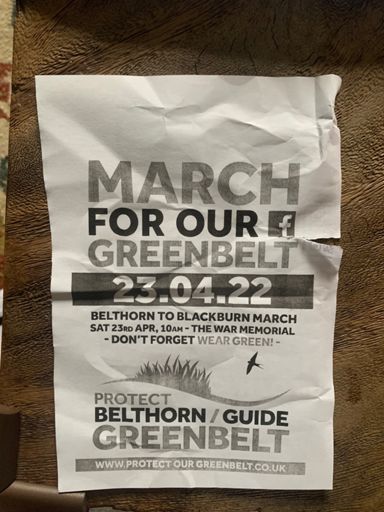 MARCH
FOR OUR f
GREENBELT
23.04.22
BELTHORN TO BLACKBURN MARCH
SAT 23RD APR, 10AM - THE WAR MEMORIAL
- DON'T FORGET WEAR GREEN! -
PROTECT
BELTHORN / GUIDE
GREENBELT
WWW.PROTECTOURGREENBELT.CO.UK